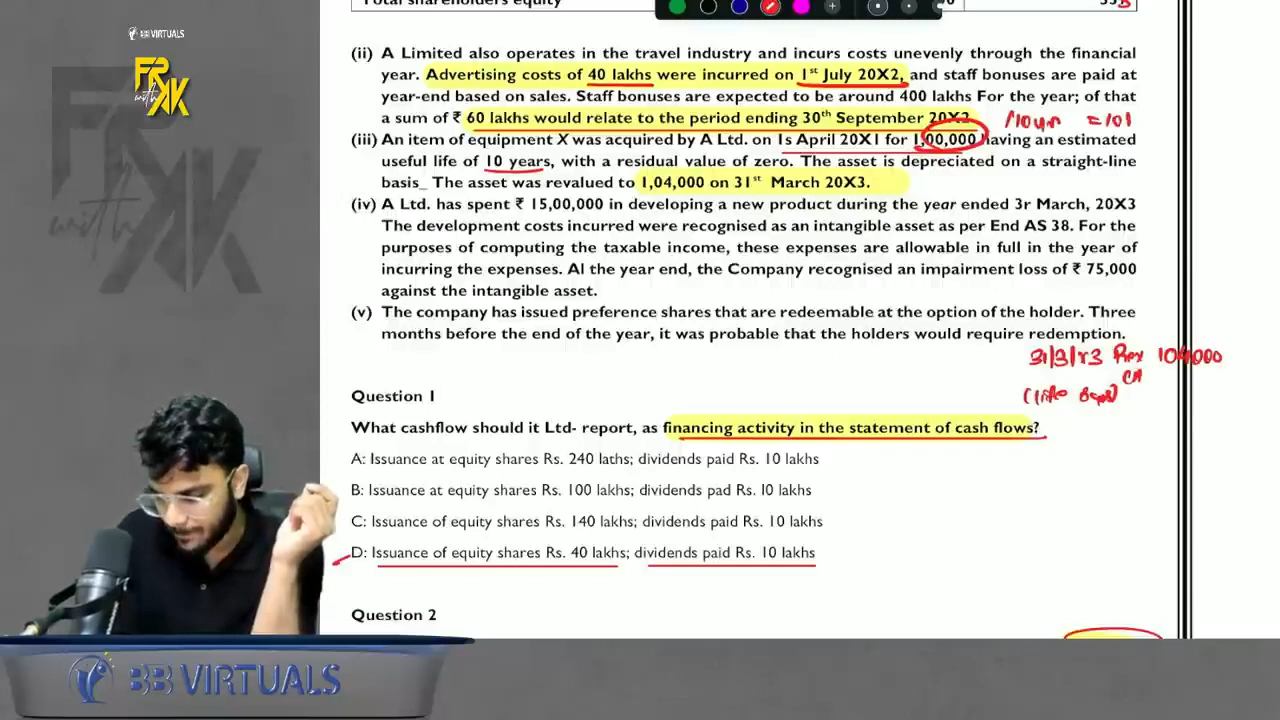 Total shareholders equity
BB VIRTUALS
FR
with
AK
(ii) A Limited also operates in the travel industry and incurs costs unevenly through the financial
year. Advertising costs of 40 lakhs were incurred on 1st July 20X2, and staff bonuses are paid at
year-end based on sales. Staff bonuses are expected to be around 400 lakhs For the year; of that
a sum of ₹ 60 lakhs would relate to the period ending 30th September 20X2
(iii) An item of equipment X was acquired by A Ltd. on 1s April 20X1 for 1,00,000 having an estimated
useful life of 10 years, with a residual value of zero. The asset is depreciated on a straight-line
basis_ The asset was revalued to 1,04,000 on 31st March 20X3.
(iv) A Ltd. has spent ₹ 15,00,000 in developing a new product during the year ended 3r March, 20X3
The development costs incurred were recognised as an intangible asset as per End AS 38. For the
purposes of computing the taxable income, these expenses are allowable in full in the year of
incurring the expenses. Al the year end, the Company recognised an impairment loss of ₹ 75,000
against the intangible asset.
(v) The company has issued preference shares that are redeemable at the option of the holder. Three
months before the end of the year, it was probable that the holders would require redemption.
31/3/x3 104000
Question 1
What cashflow should it Ltd- report, as financing activity in the statement of cash flows?
A: Issuance at equity shares Rs. 240 laths; dividends paid Rs. 10 lakhs
B: Issuance at equity shares Rs. 100 lakhs; dividends pad Rs. l0 lakhs
C: Issuance of equity shares Rs. 140 lakhs; dividends paid Rs. 10 lakhs
D: Issuance of equity shares Rs. 40 lakhs; dividends paid Rs. 10 lakhs
Question 2
BB VIRTUALS